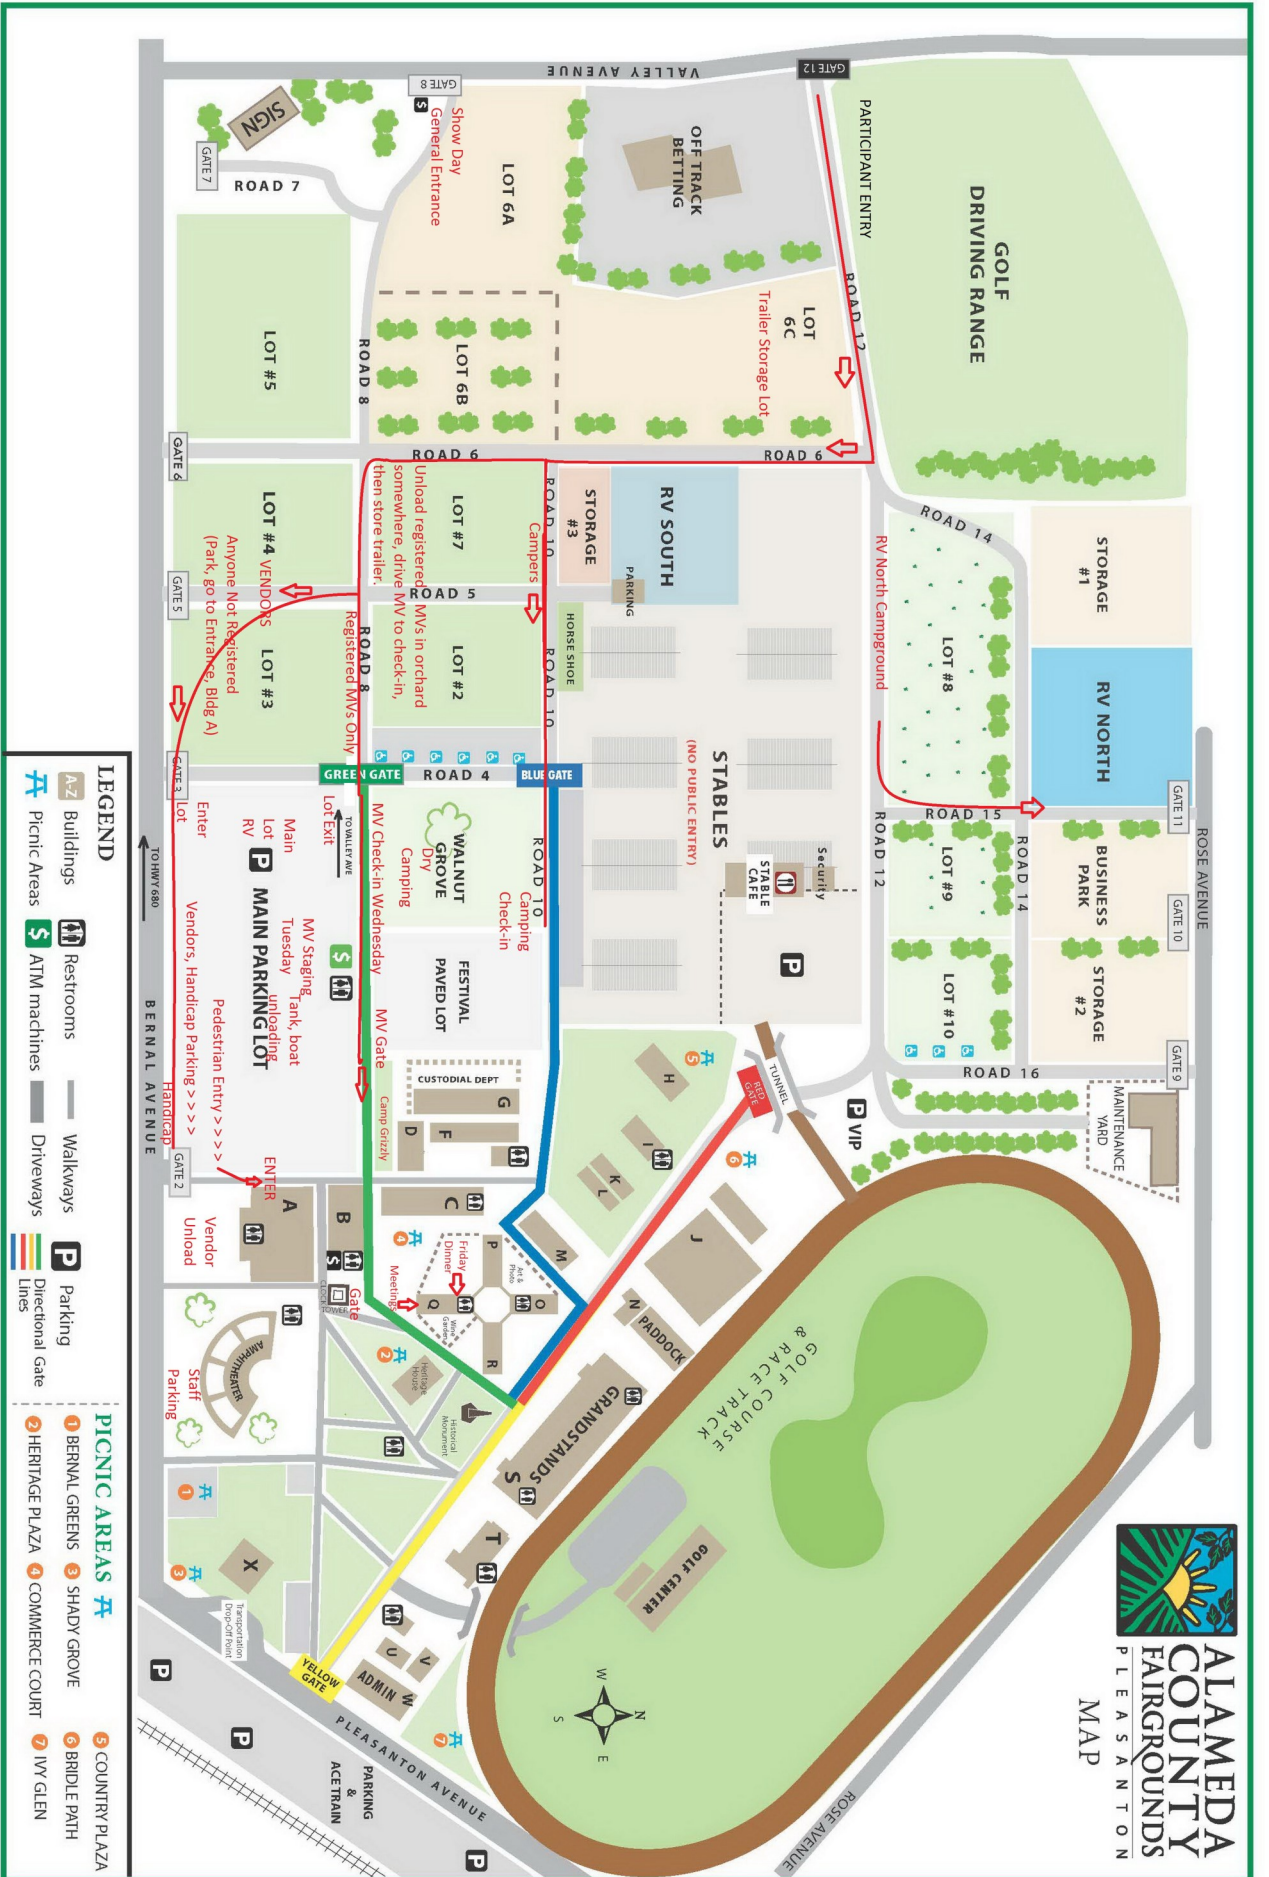 ALAMEDA
COUNTY
FAIRGROUNDS
PLEASANTON
MAP
VALLEY AVENUE
GATE 12
PARTICIPANT ENTRY
GOLF
DRIVING RANGE
ROAD 12
OFF TRACK
BETTING
LOT
6C
Trailer Storage Lot
GATE 8
$
Show Day
General Entrance
LOT 6A
LOT 6B
SIGN
GATE 7
ROAD 7
LOT #5
ROAD 8
ROAD 6
ROAD 6
GATE 6
ROAD 14
STORAGE
#1
RV NORTH
GATE 11
ROSE AVENUE
LOT #8
RV North Campground
ROAD 15
ROAD 12
ROAD 14
BUSINESS
PARK
GATE 10
STORAGE
#2
LOT #9
LOT #10
GATE 9
ROAD 16
MAINTENANCE
YARD
RV SOUTH
STORAGE
#3
PARKING
ROAD 10
Campers
HORSE SHOE
ROAD 10
STABLES
(NO PUBLIC ENTRY)
Security
STABLE
CAFE
P
LOT #7
Unload registered MVs in orchard
somewhere, drive MV to check-in,
then store trailer.
ROAD 5
LOT #2
LOT #4
VENDORS
Anyone Not Registered
(Park, go to Entrance, Bldg A)
GATE 5
LOT #3
ROAD 8
Registered MVs Only
GATE 3
GREEN GATE
ROAD 4
BLUE GATE
ROAD 10
WALNUT
GROVE
Dry
Camping
Camping
Check-in
FESTIVAL
PAVED LOT
MV Check-in Wednesday
MV Gate
TO VALLEY AVE
Lot Exit
Enter
Lot
Main
Lot
RV
P
MAIN PARKING LOT
MV Staging
Tuesday
Tank, boat
unloading
$
Pedestrian Entry > > > >
Vendors, Handicap Parking > > > >
Handicap
TO HWY 680
BERNAL AVENUE
GATE 2
ENTER
A
Vendor
Unload
B
$
CLOCK TOWER
Gate
CUSTODIAL DEPT
G
F
D
Camp Grizzly
C
H
I
K
L
5
RED
GATE
TUNNEL
P VIP
6
J
M
N
PADDOCK
P
Art &
Photo
O
Q
R
Wine
Garden
Friday
Dinner
Meetings
4
2
Heritage
House
Historical
Monument
GRANDSTANDS
S
T
GOLF COURSE
& RACE TRACK
GOLF CENTER
AMPHITHEATER
Staff
Parking
1
3
X
Transportation
Drop-Off Point
U
V
ADMIN W
YELLOW
GATE
7
PLEASANTON AVENUE
P
P
P
PARKING
&
ACE TRAIN
ROSE AVENUE
N
E
S
W
LEGEND
A-Z Buildings
Picnic Areas
Restrooms
$ ATM machines
Walkways
Driveways
P Parking
Directional Gate
Lines
PICNIC AREAS
1 BERNAL GREENS
2 HERITAGE PLAZA
3 SHADY GROVE
4 COMMERCE COURT
5 COUNTRY PLAZA
6 BRIDLE PATH
7 IVY GLEN